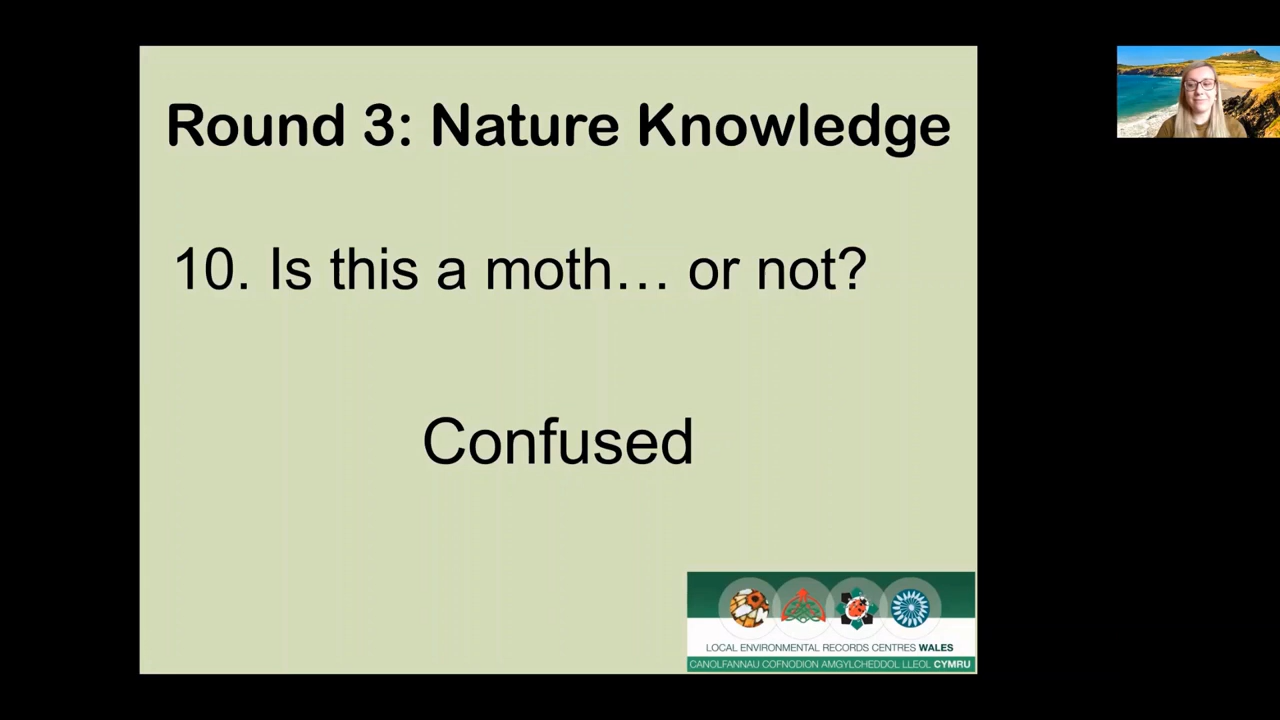 Round 3: Nature Knowledge
10. Is this a moth… or not?
Confused
LOCAL ENVIRONMENTAL RECORDS CENTRES WALES
CANOLFANNAU COFNODION AMGYLCHEDDOL LLEOL CYMRU